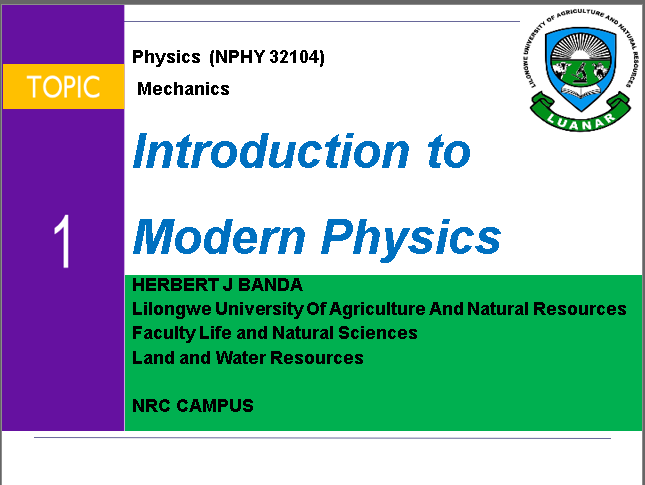 Physics (NPHY 32104)
Mechanics
TOPIC
1
Introduction to
Modern Physics
HERBERT J BANDA
Lilongwe University Of Agriculture And Natural Resources
Faculty Life and Natural Sciences
Land and Water Resources
NRC CAMPUS
LILONGWE UNIVERSITY OF AGRICULTURE AND NATURAL RESOURCES
LUANAR